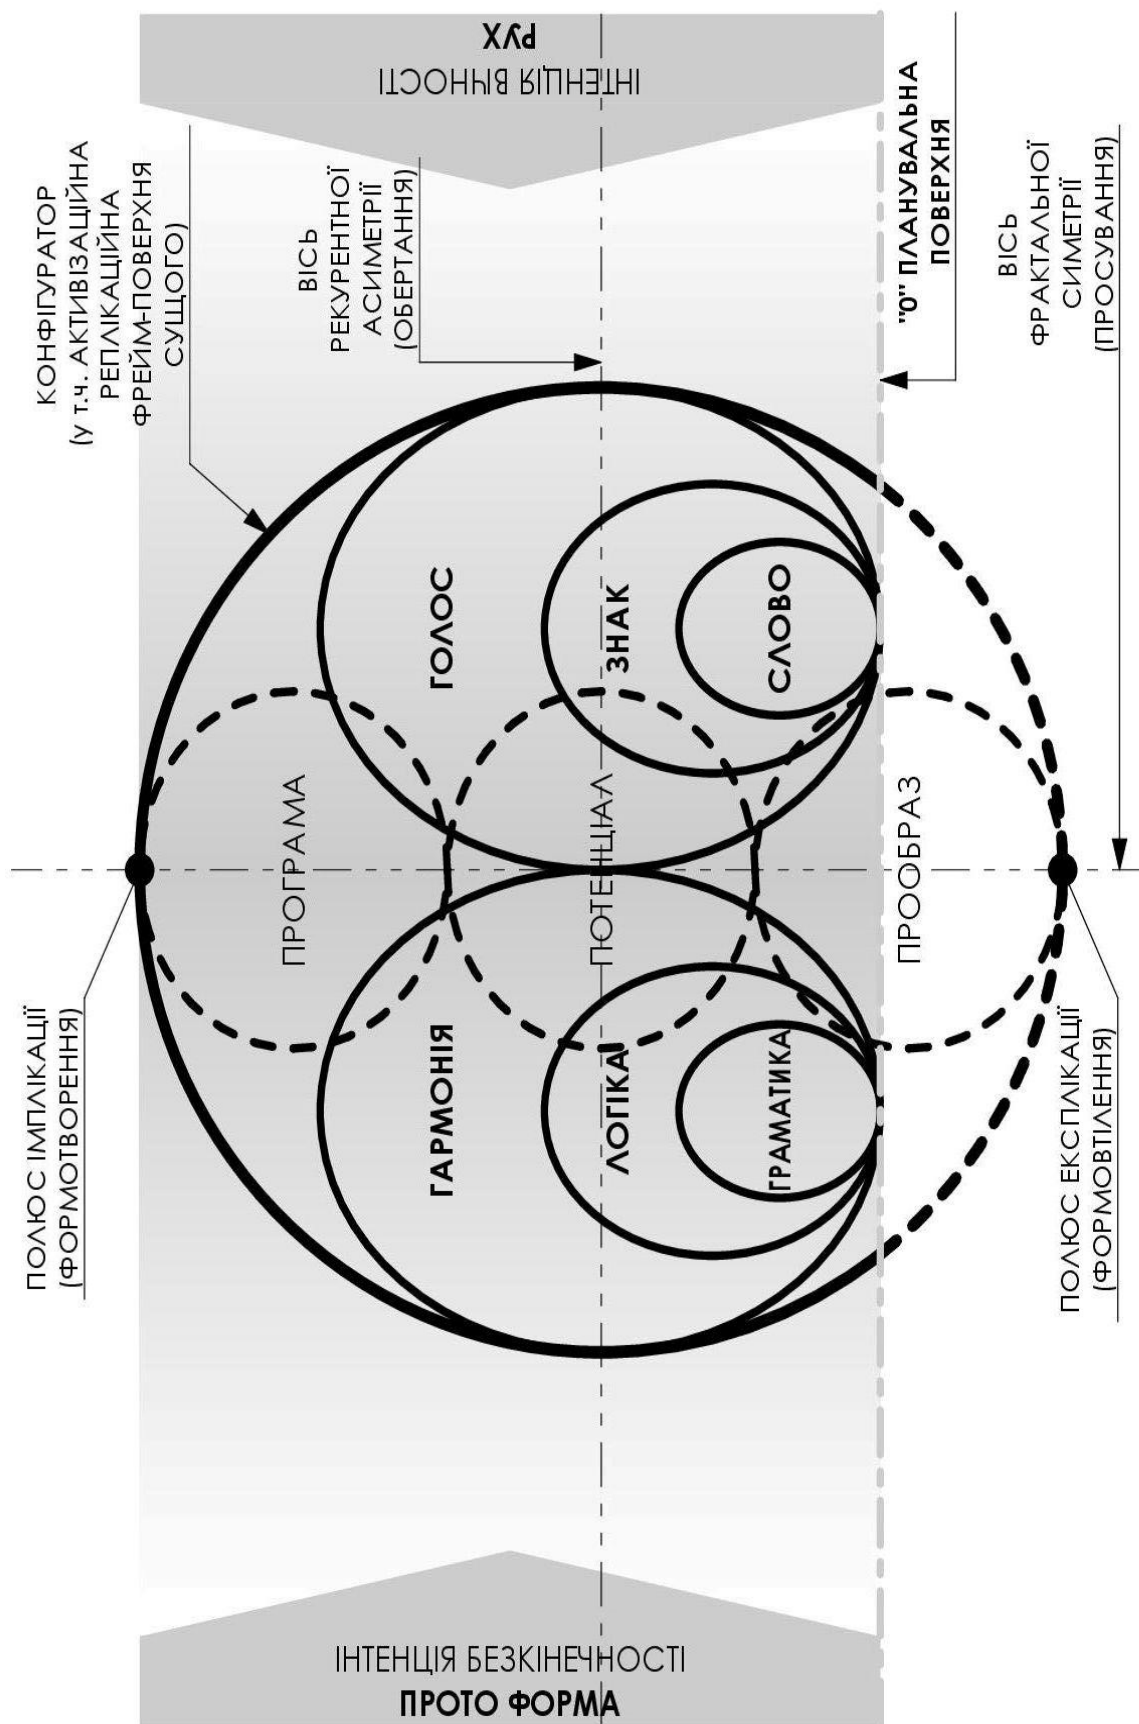 ПОЛЮС ІМПЛІКАЦІЇ
(ФОРМОТВОРЕННЯ)
КОНФІГУРАТОР
(У Т.Ч. АКТИВІЗАЦІЙНА
РЕПЛІКАЦІЙНА
ФРЕЙМ-ПОВЕРХНЯ
СУЩОГО)
ВІСЬ
РЕКУРЕНТНОЇ
АСИМЕТРІЇ
(ОБЕРТАННЯ)
ІНТЕНЦІЯ БЕЗКІНЕЧНОСТІ
ПРОТО ФОРМА
ІНТЕНЦІЯ ВІЧНОСТІ
РУХ
ПРОГРАМА
ГАРМОНІЯ
ГОЛОС
ЛОГІКА
ПОТЕНЦІАЛ
ЗНАК
ГРАМАТИКА
СЛОВО
ПРООБРАЗ
"0" ПЛАНУВАЛЬНА
ПОВЕРХНЯ
ПОЛЮС ЕКСПЛІКАЦІЇ
(ФОРМОВТІЛЕННЯ)
ВІСЬ
ФРАКТАЛЬНОЇ
СИМЕТРІЇ
(ПРОСУВАННЯ)